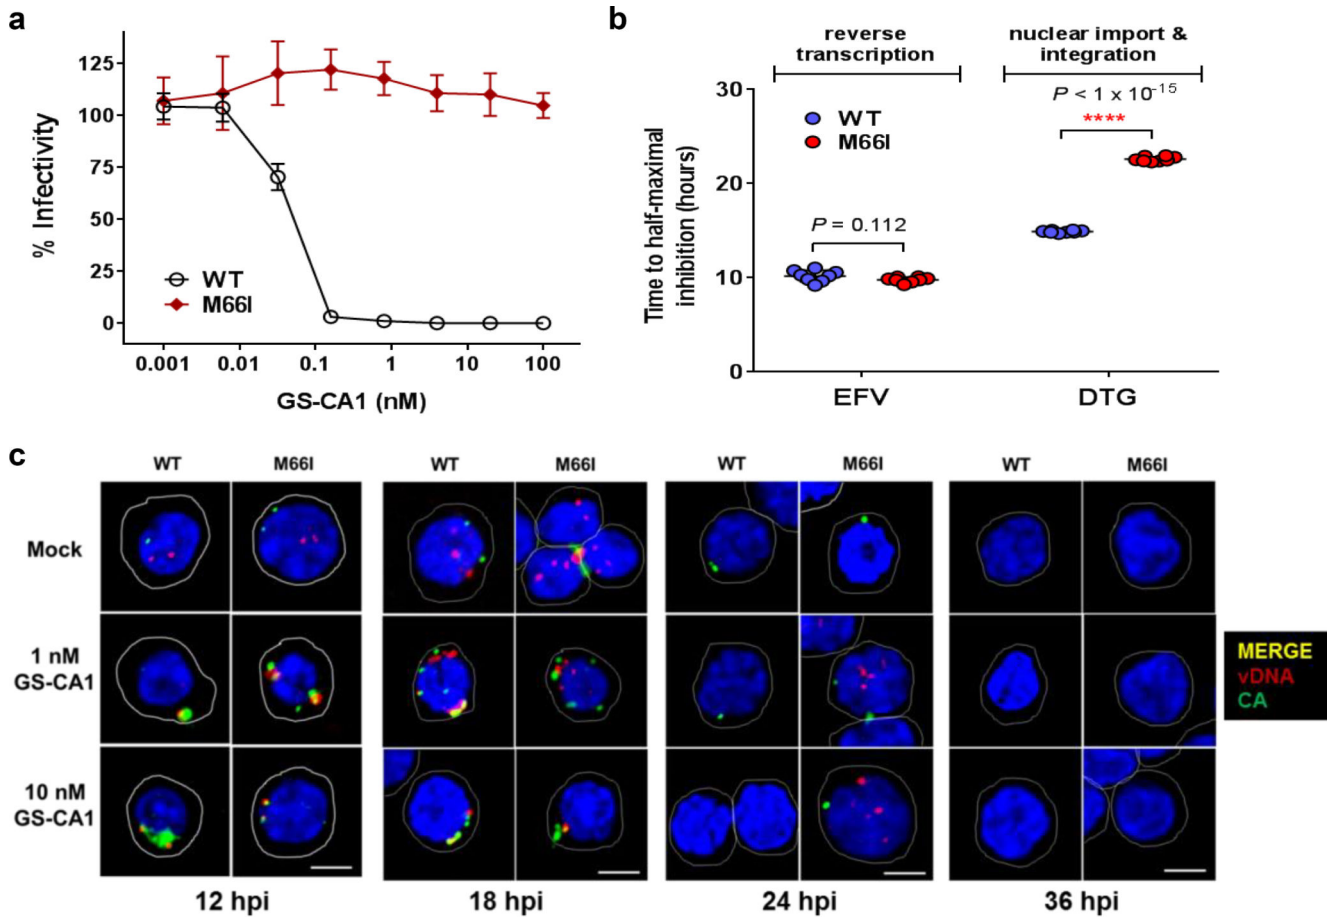 a
% Infectivity
125
100
75
50
25
0
WT
M66I
0.001 0.01 0.1 1 10 100
GS-CA1 (nM)
b
reverse
transcription
nuclear import &
integration
Time to half-maximal
inhibition (hours)
30
20
10
0
WT
M66I
P = 0.112
P < 1 x 10⁻¹⁵
****
EFV DTG
c
WT M66I WT M66I WT M66I WT M66I
Mock
1 nM
GS-CA1
10 nM
GS-CA1
MERGE
vDNA
CA
12 hpi 18 hpi 24 hpi 36 hpi